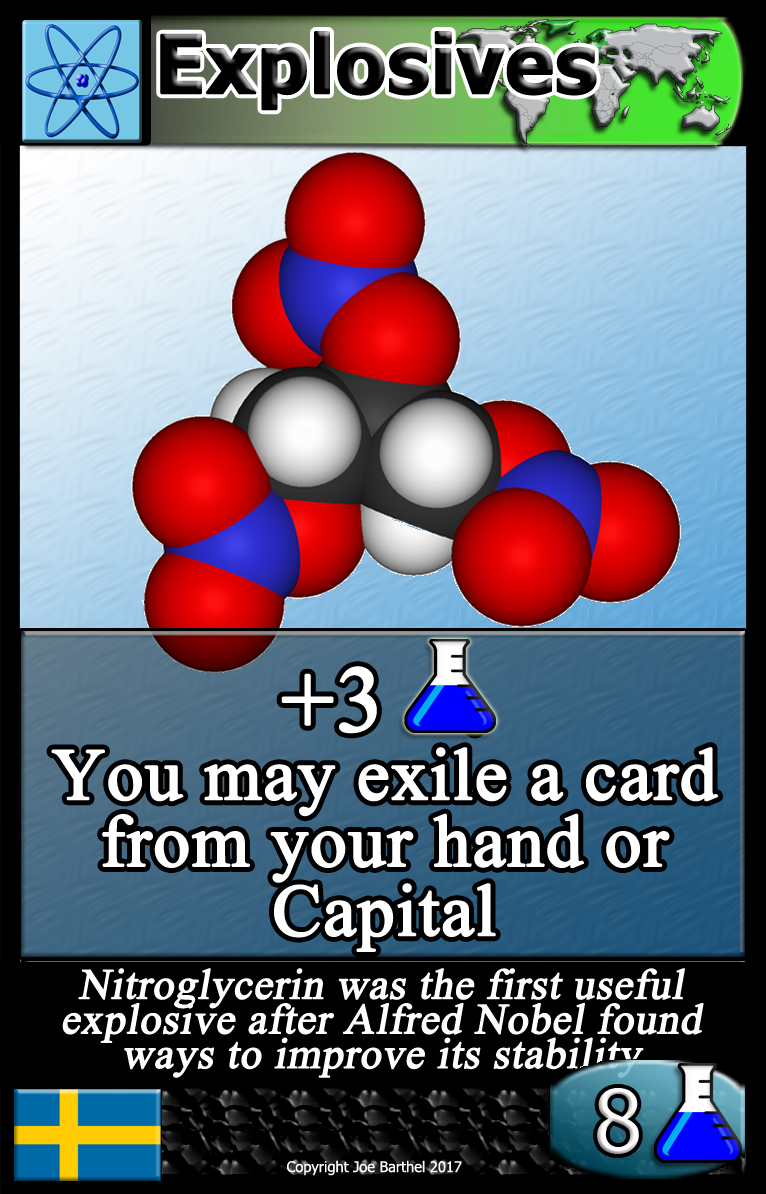 Explosives
+3
You may exile a card
from your hand or
Capital
Nitroglycerin was the first useful
explosive after Alfred Nobel found
ways to improve its stability
8
Copyright Joe Barthel 2017